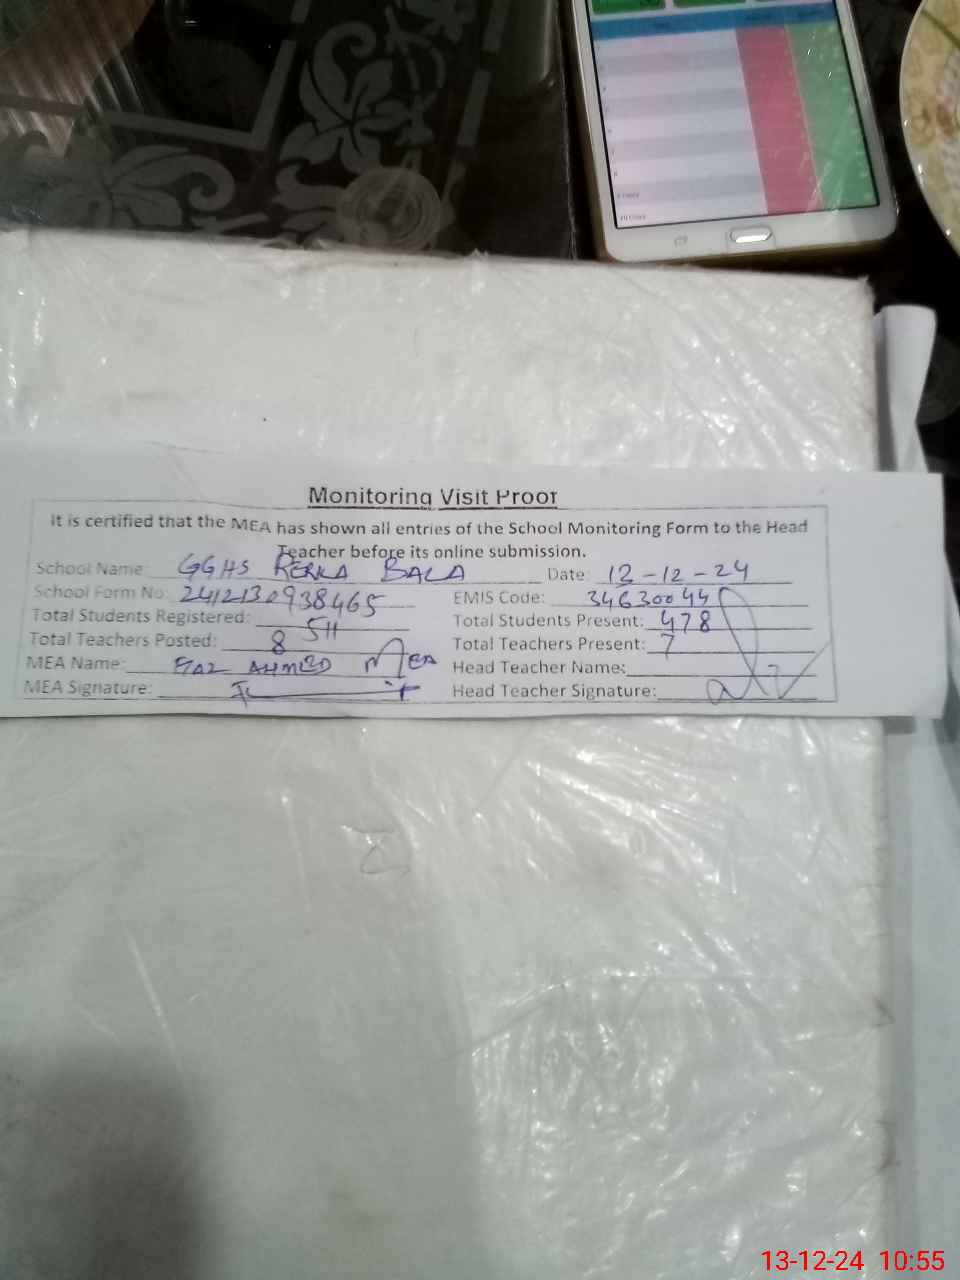 Monitoring Visit Proof
It is certified that the MEA has shown all entries of the School Monitoring Form to the Head
Teacher before its online submission.
School Name: GGHS KERKA BALA Date: 13-12-24
School Form No: 2412130938465 EMIS Code: 34630044
Total Students Registered: 511 Total Students Present: 478
Total Teachers Posted: 8 Total Teachers Present: 7
MEA Name: AHMED MEA Head Teacher Name:
MEA Signature: Head Teacher Signature:
13-12-24 10:55